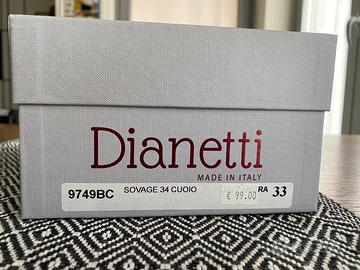 Dianetti
MADE IN ITALY
9749BC SOVAGE 34 CUOIO € 99.00 RA 33